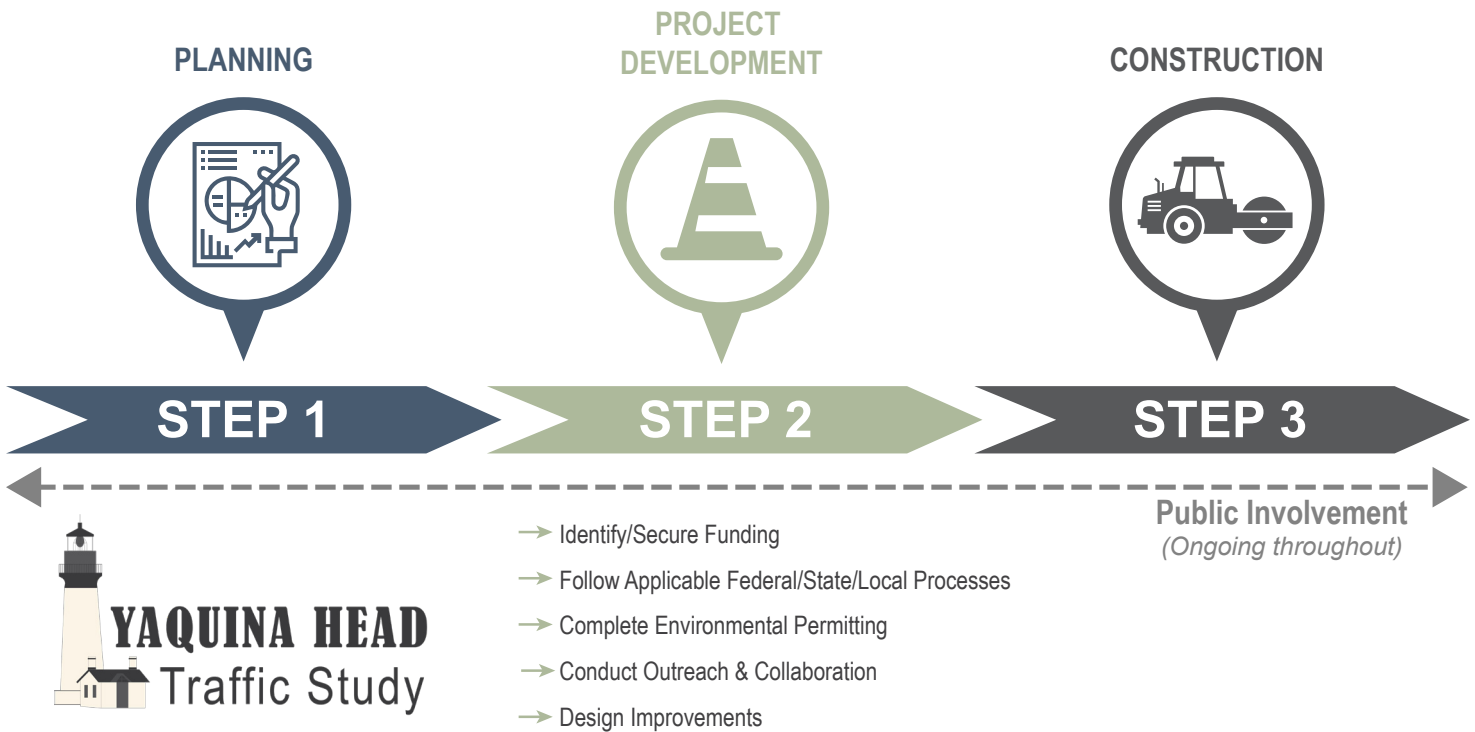 PLANNING
PROJECT
DEVELOPMENT
CONSTRUCTION
STEP 1
STEP 2
STEP 3
Public Involvement
(Ongoing throughout)
YAQUINA HEAD
Traffic Study
Identify/Secure Funding
Follow Applicable Federal/State/Local Processes
Complete Environmental Permitting
Conduct Outreach & Collaboration
Design Improvements